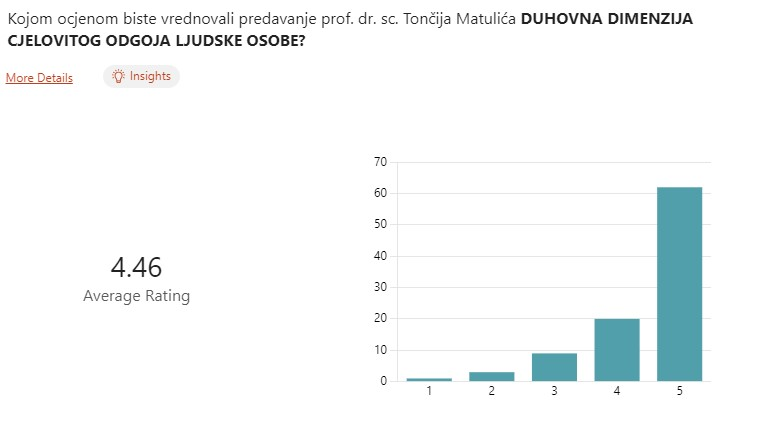 Kojom ocjenom biste vrednovali predavanje prof. dr. sc. Tončija Matulića DUHOVNA DIMENZIJA
CJELOVITOG ODGOJA LJUDSKE OSOBE?
More Details
Insights
4.46
Average Rating
70
60
50
40
30
20
10
0
1 2 3 4 5